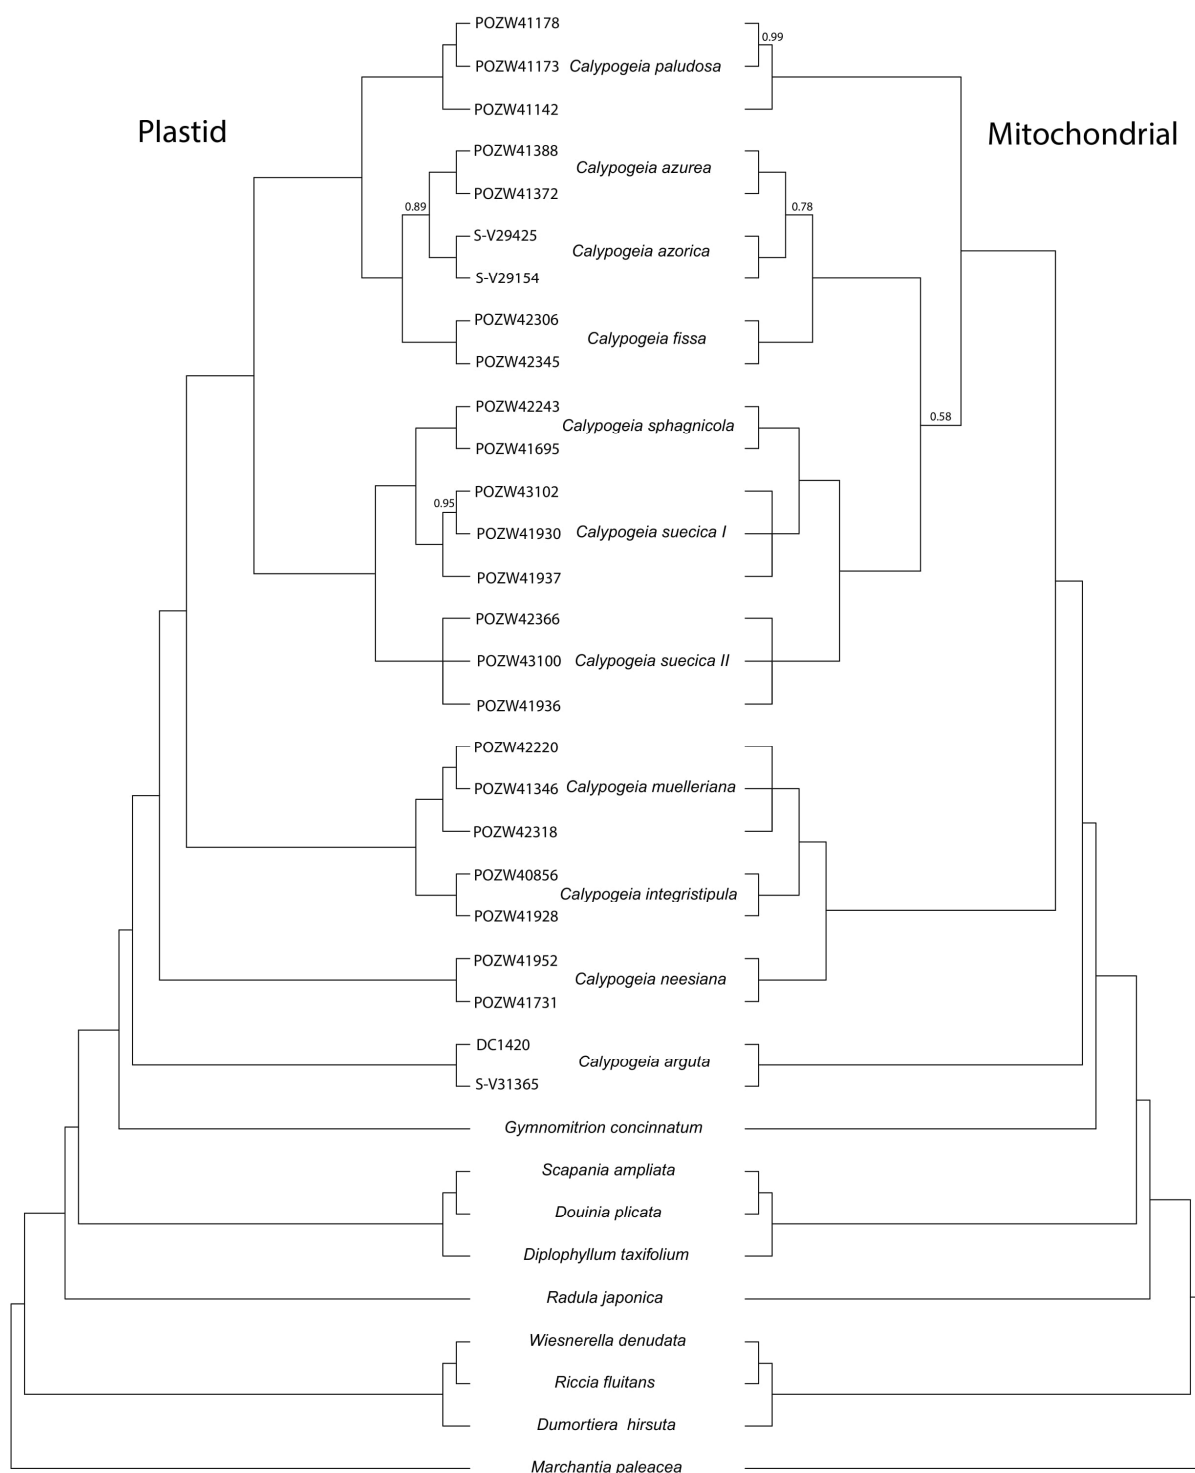 POZW41178
0.99
POZW41173 Calypogeia paludosa
POZW41142
Plastid
Mitochondrial
POZW41388
Calypogeia azurea
POZW41372
0.89
0.78
S-V29425
Calypogeia azorica
S-V29154
POZW42306
Calypogeia fissa
POZW42345
POZW42243
0.58
Calypogeia sphagnicola
POZW41695
POZW43102
0.95
POZW41930 Calypogeia suecica I
POZW41937
POZW42366
POZW43100 Calypogeia suecica II
POZW41936
POZW42220
POZW41346 Calypogeia muelleriana
POZW42318
POZW40856
Calypogeia integristipula
POZW41928
POZW41952
Calypogeia neesiana
POZW41731
DC1420
Calypogeia arguta
S-V31365
Gymnomitrion concinnatum
Scapania ampliata
Douinia plicata
Diplophyllum taxifolium
Radula japonica
Wiesnerella denudata
Riccia fluitans
Dumortiera hirsuta
Marchantia paleacea